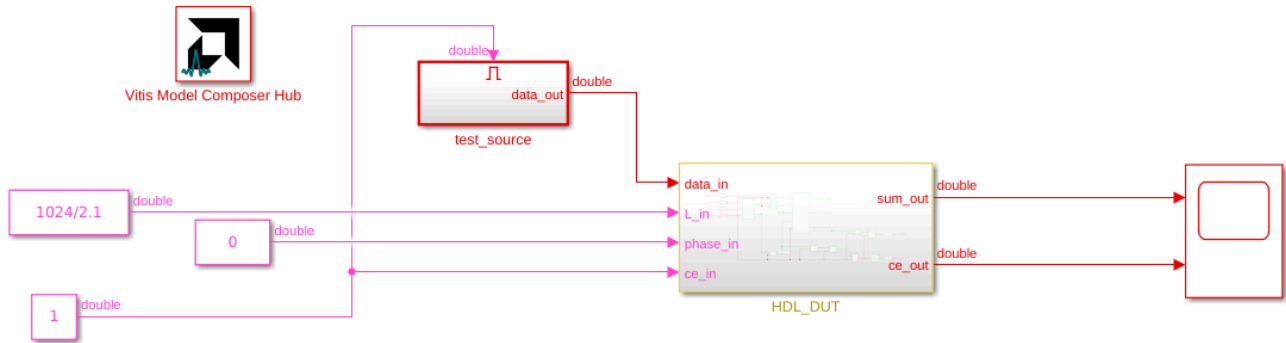 double
data_out
double
Vitis Model Composer Hub
test_source
data_in
double
1024/2.1
double
sum_out
L_in
double
0
phase_in
double
ce_out
ce_in
double
1
HDL_DUT